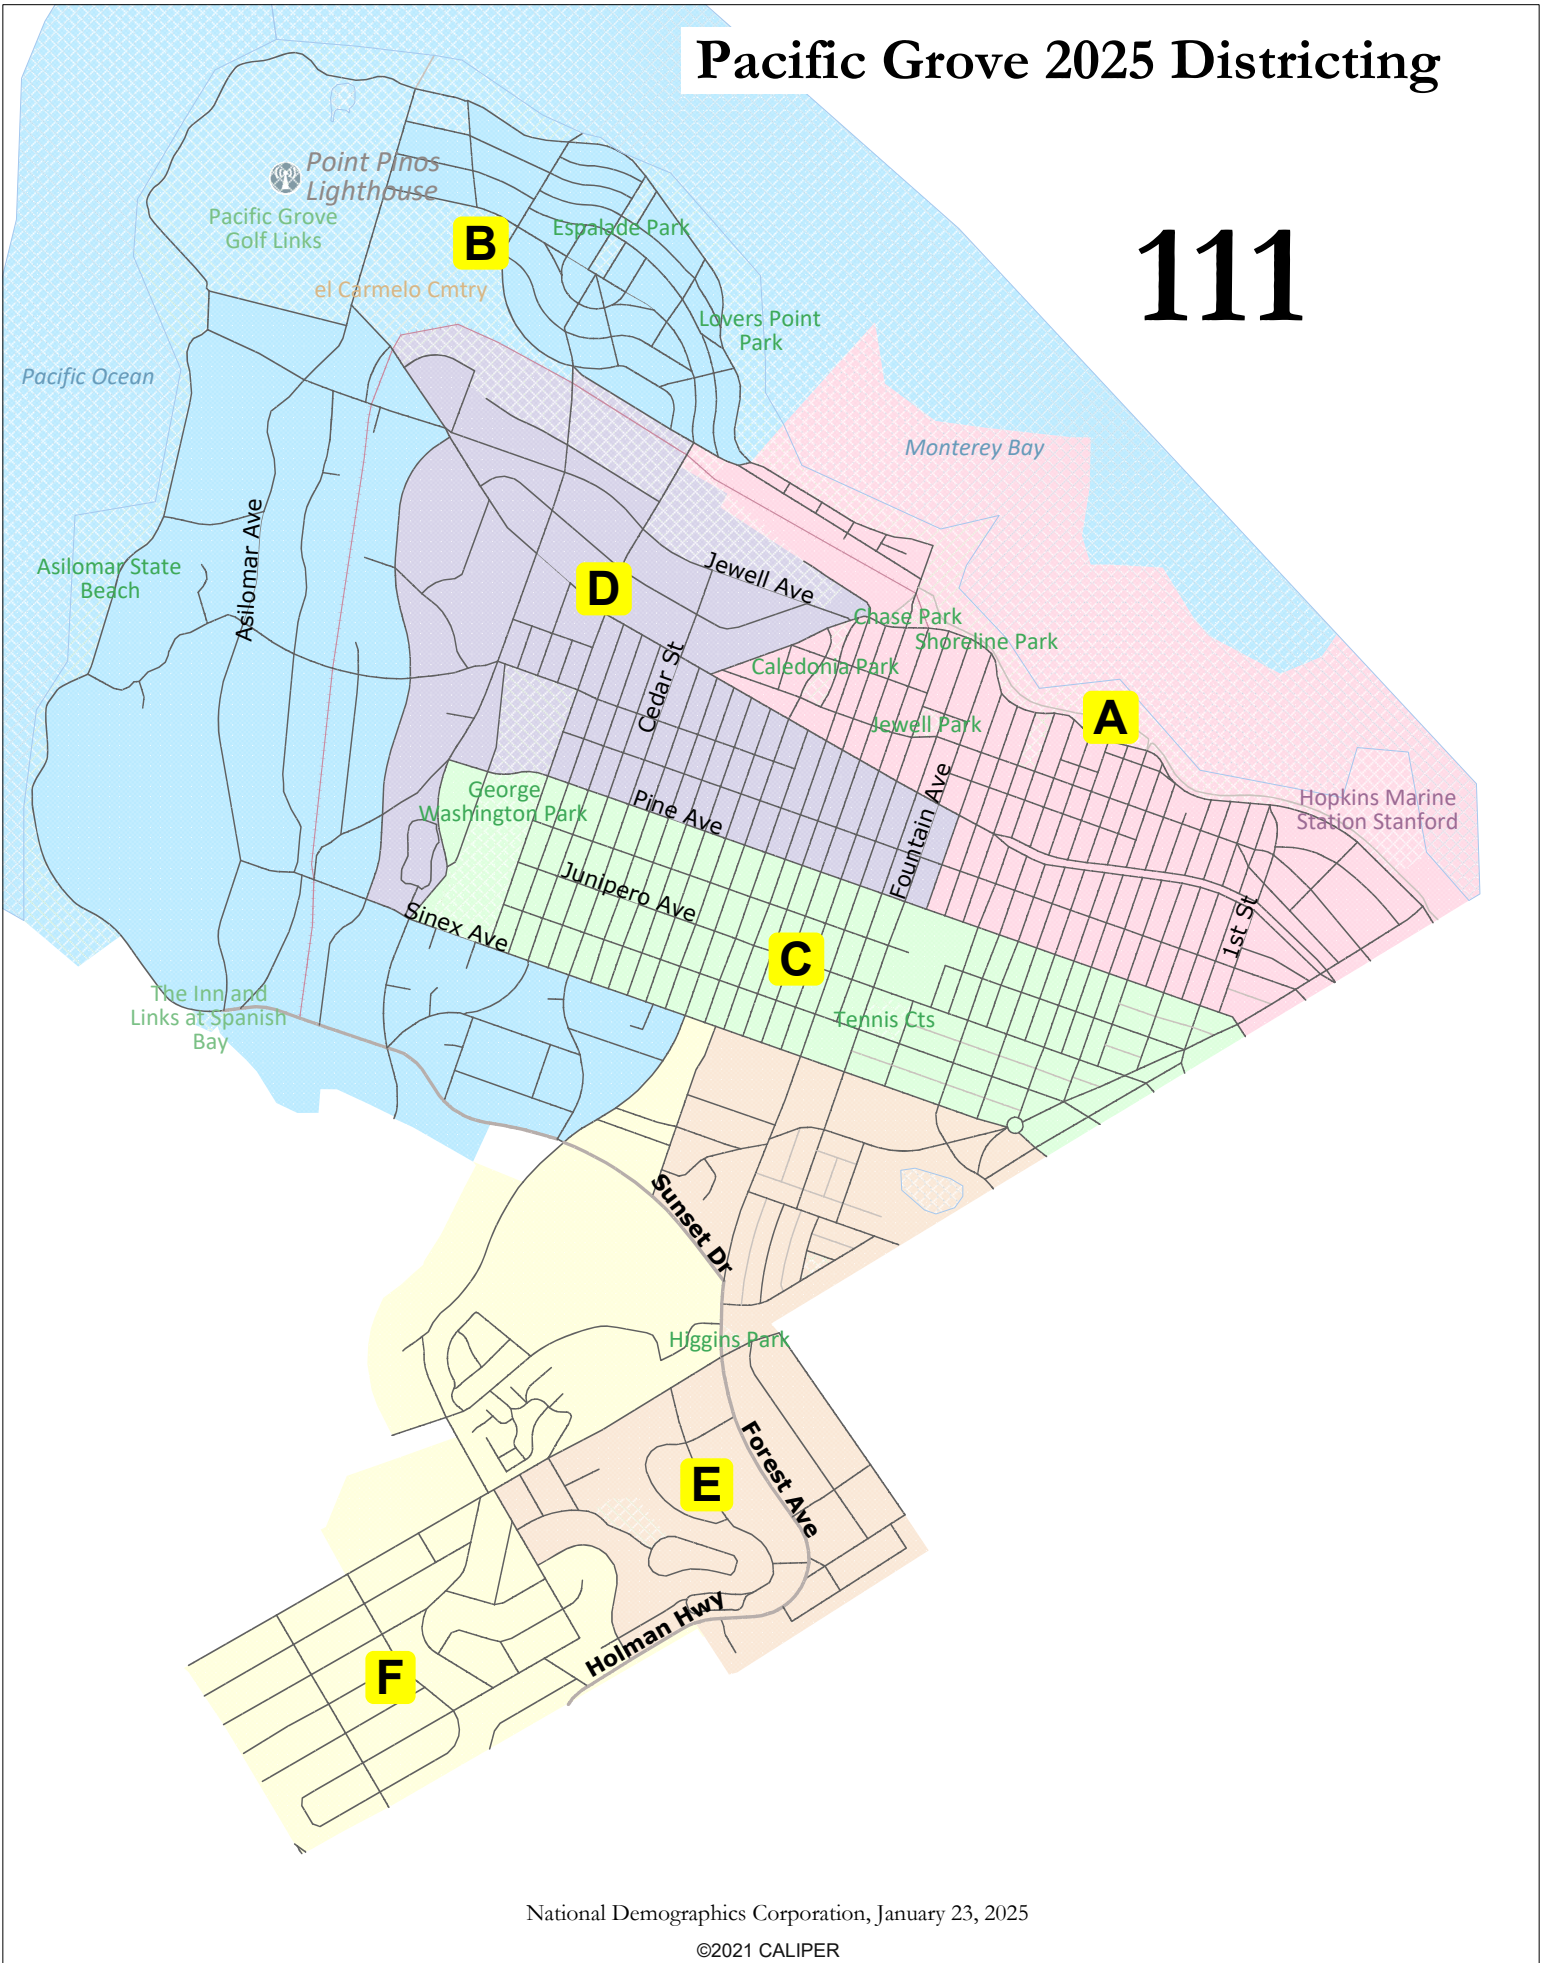 Pacific Grove 2025 Districting
111
Point Pinos
Lighthouse
Pacific Grove
Golf Links
B
Espalade Park
el Carmelo Cmtry
Lovers Point
Park
Pacific Ocean
Monterey Bay
Asilomar Ave
Asilomar State
Beach
D
Jewell Ave
Chase Park
Shoreline Park
Caledonia Park
Cedar St
A
Jewell Park
George
Washington Park
Pine Ave
Fountain Ave
Hopkins Marine
Station Stanford
Junipero Ave
Sinex Ave
1st St
C
The Inn and
Links at Spanish
Bay
Tennis Cts
Sunset Dr
Higgins Park
Forest Ave
E
Holman Hwy
F
National Demographics Corporation, January 23, 2025
©2021 CALIPER